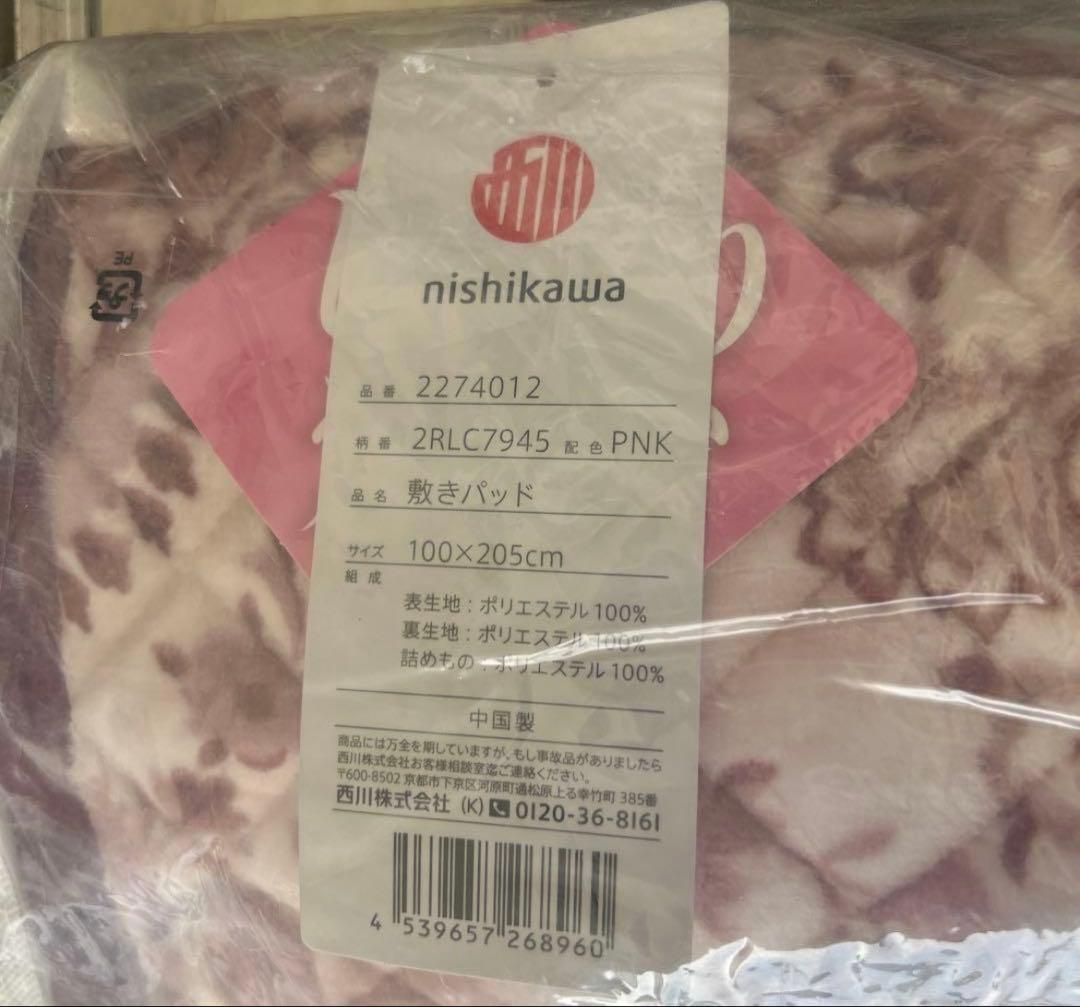 西川
nishikawa
品番 2274012
柄番 2RLC7945 配色 PNK
品名 敷きパッド
サイズ 100×205cm
組成
表生地：ポリエステル100%
裏生地：ポリエステル100%
詰めもの：ポリエステル100%
中国製
商品には万全を期していますが、もし事故品がありましたら
西川株式会社お客様相談室迄ご連絡ください。
〒600-8502 京都市下京区河原町通松原上る幸竹町 385番
西川株式会社 (K) 0120-36-8161
4 539657 268960
プラ
PE